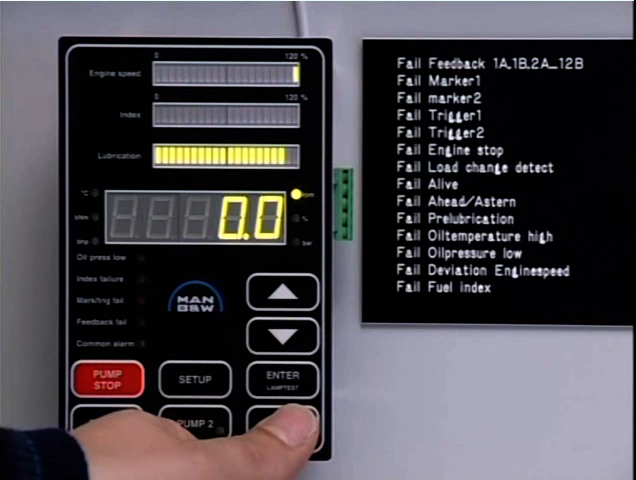 0 120 %
Engine speed
0 120 %
Index
Lubrication
°C
0.0
%
bar
Oil press low
Index failure
Mark/trig fail
Feedback fail
Common alarm
MAN
B&W
PUMP
STOP
SETUP
ENTER
LAMPTEST
PUMP 2
Fail Feedback 1A,1B,2A_12B
Fail Marker1
Fail marker2
Fail Trigger1
Fail Trigger2
Fail Engine stop
Fail Load change detect
Fail Alive
Fail Ahead/Astern
Fail Prelubrication
Fail Oiltemperature high
Fail Oilpressure low
Fail Deviation Enginespeed
Fail Fuel index